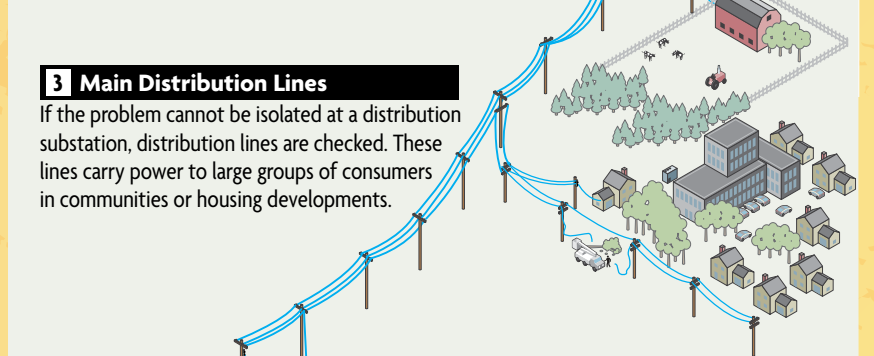 3 Main Distribution Lines
If the problem cannot be isolated at a distribution
substation, distribution lines are checked. These
lines carry power to large groups of consumers
in communities or housing developments.